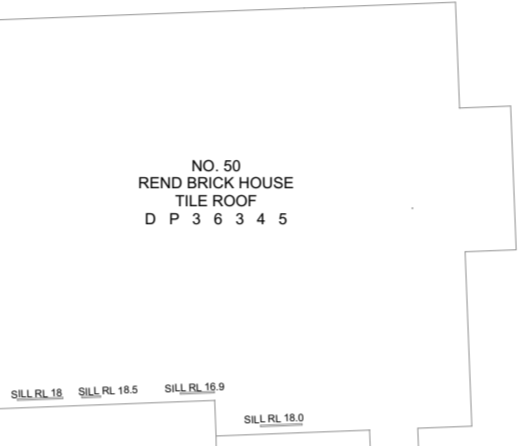 NO. 50
REND BRICK HOUSE
TILE ROOF
D P 3 6 3 4 5
SILL RL 18 SILL RL 18.5 SILL RL 16.9
SILL RL 18.0